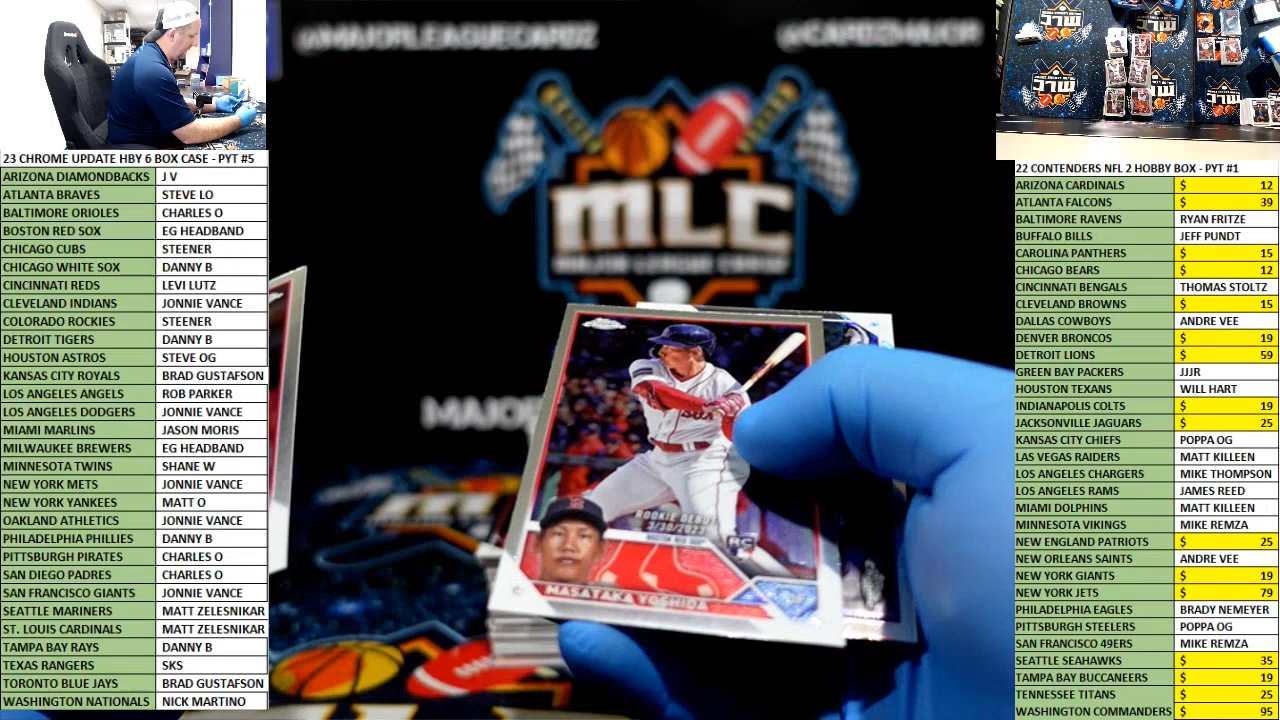 @MAJORLEAGUECARDZ
@CARDZMAUCR
MLC
MAJOR LEAGUE CARDZ
23 CHROME UPDATE HBY 6 BOX CASE - PYT #5
ARIZONA DIAMONDBACKS J V
ATLANTA BRAVES STEVE LO
BALTIMORE ORIOLES CHARLES O
BOSTON RED SOX EG HEADBAND
CHICAGO CUBS STEENER
CHICAGO WHITE SOX DANNY B
CINCINNATI REDS LEVI LUTZ
CLEVELAND INDIANS JONNIE VANCE
COLORADO ROCKIES STEENER
DETROIT TIGERS DANNY B
HOUSTON ASTROS STEVE OG
KANSAS CITY ROYALS BRAD GUSTAFSON
LOS ANGELES ANGELS ROB PARKER
LOS ANGELES DODGERS JONNIE VANCE
MIAMI MARLINS JASON MORIS
MILWAUKEE BREWERS EG HEADBAND
MINNESOTA TWINS SHANE W
NEW YORK METS JONNIE VANCE
NEW YORK YANKEES MATT O
OAKLAND ATHLETICS JONNIE VANCE
PHILADELPHIA PHILLIES DANNY B
PITTSBURGH PIRATES CHARLES O
SAN DIEGO PADRES CHARLES O
SAN FRANCISCO GIANTS JONNIE VANCE
SEATTLE MARINERS MATT ZELESNIKAR
ST. LOUIS CARDINALS MATT ZELESNIKAR
TAMPA BAY RAYS DANNY B
TEXAS RANGERS SKS
TORONTO BLUE JAYS BRAD GUSTAFSON
WASHINGTON NATIONALS NICK MARTINO
MAJOR
ROOKIE DEBUT
3/30/2023
BOSTON RED SOX
RC
MASATAKA YOSHIDA
22 CONTENDERS NFL 2 HOBBY BOX - PYT #1
ARIZONA CARDINALS $ 12
ATLANTA FALCONS $ 39
BALTIMORE RAVENS RYAN FRITZE
BUFFALO BILLS JEFF PUNDT
CAROLINA PANTHERS $ 15
CHICAGO BEARS $ 12
CINCINNATI BENGALS THOMAS STOLTZ
CLEVELAND BROWNS $ 15
DALLAS COWBOYS ANDRE VEE
DENVER BRONCOS $ 19
DETROIT LIONS $ 59
GREEN BAY PACKERS JJJR
HOUSTON TEXANS WILL HART
INDIANAPOLIS COLTS $ 19
JACKSONVILLE JAGUARS $ 25
KANSAS CITY CHIEFS POPPA OG
LAS VEGAS RAIDERS MATT KILLEEN
LOS ANGELES CHARGERS MIKE THOMPSON
LOS ANGELES RAMS JAMES REED
MIAMI DOLPHINS MATT KILLEEN
MINNESOTA VIKINGS MIKE REMZA
NEW ENGLAND PATRIOTS $ 25
NEW ORLEANS SAINTS ANDRE VEE
NEW YORK GIANTS $ 19
NEW YORK JETS $ 79
PHILADELPHIA EAGLES BRADY NEMEYER
PITTSBURGH STEELERS POPPA OG
SAN FRANCISCO 49ERS MIKE REMZA
SEATTLE SEAHAWKS $ 35
TAMPA BAY BUCCANEERS $ 19
TENNESSEE TITANS $ 25
WASHINGTON COMMANDERS $ 95